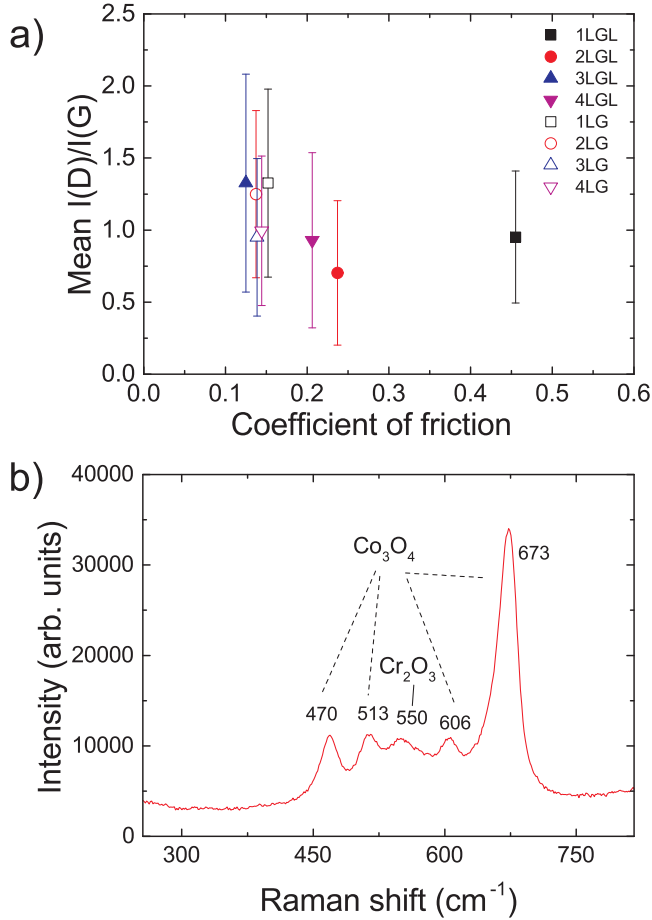 a)
Mean I(D)/I(G)
2.5
2.0
1.5
1.0
0.5
0.0
0.0 0.1 0.2 0.3 0.4 0.5 0.6
Coefficient of friction
1LGL
2LGL
3LGL
4LGL
1LG
2LG
3LG
4LG
b)
Intensity (arb. units)
40000
30000
20000
10000
0
Co₃O₄
673
Cr₂O₃
470 513 550 606
300 450 600 750
Raman shift (cm⁻¹)